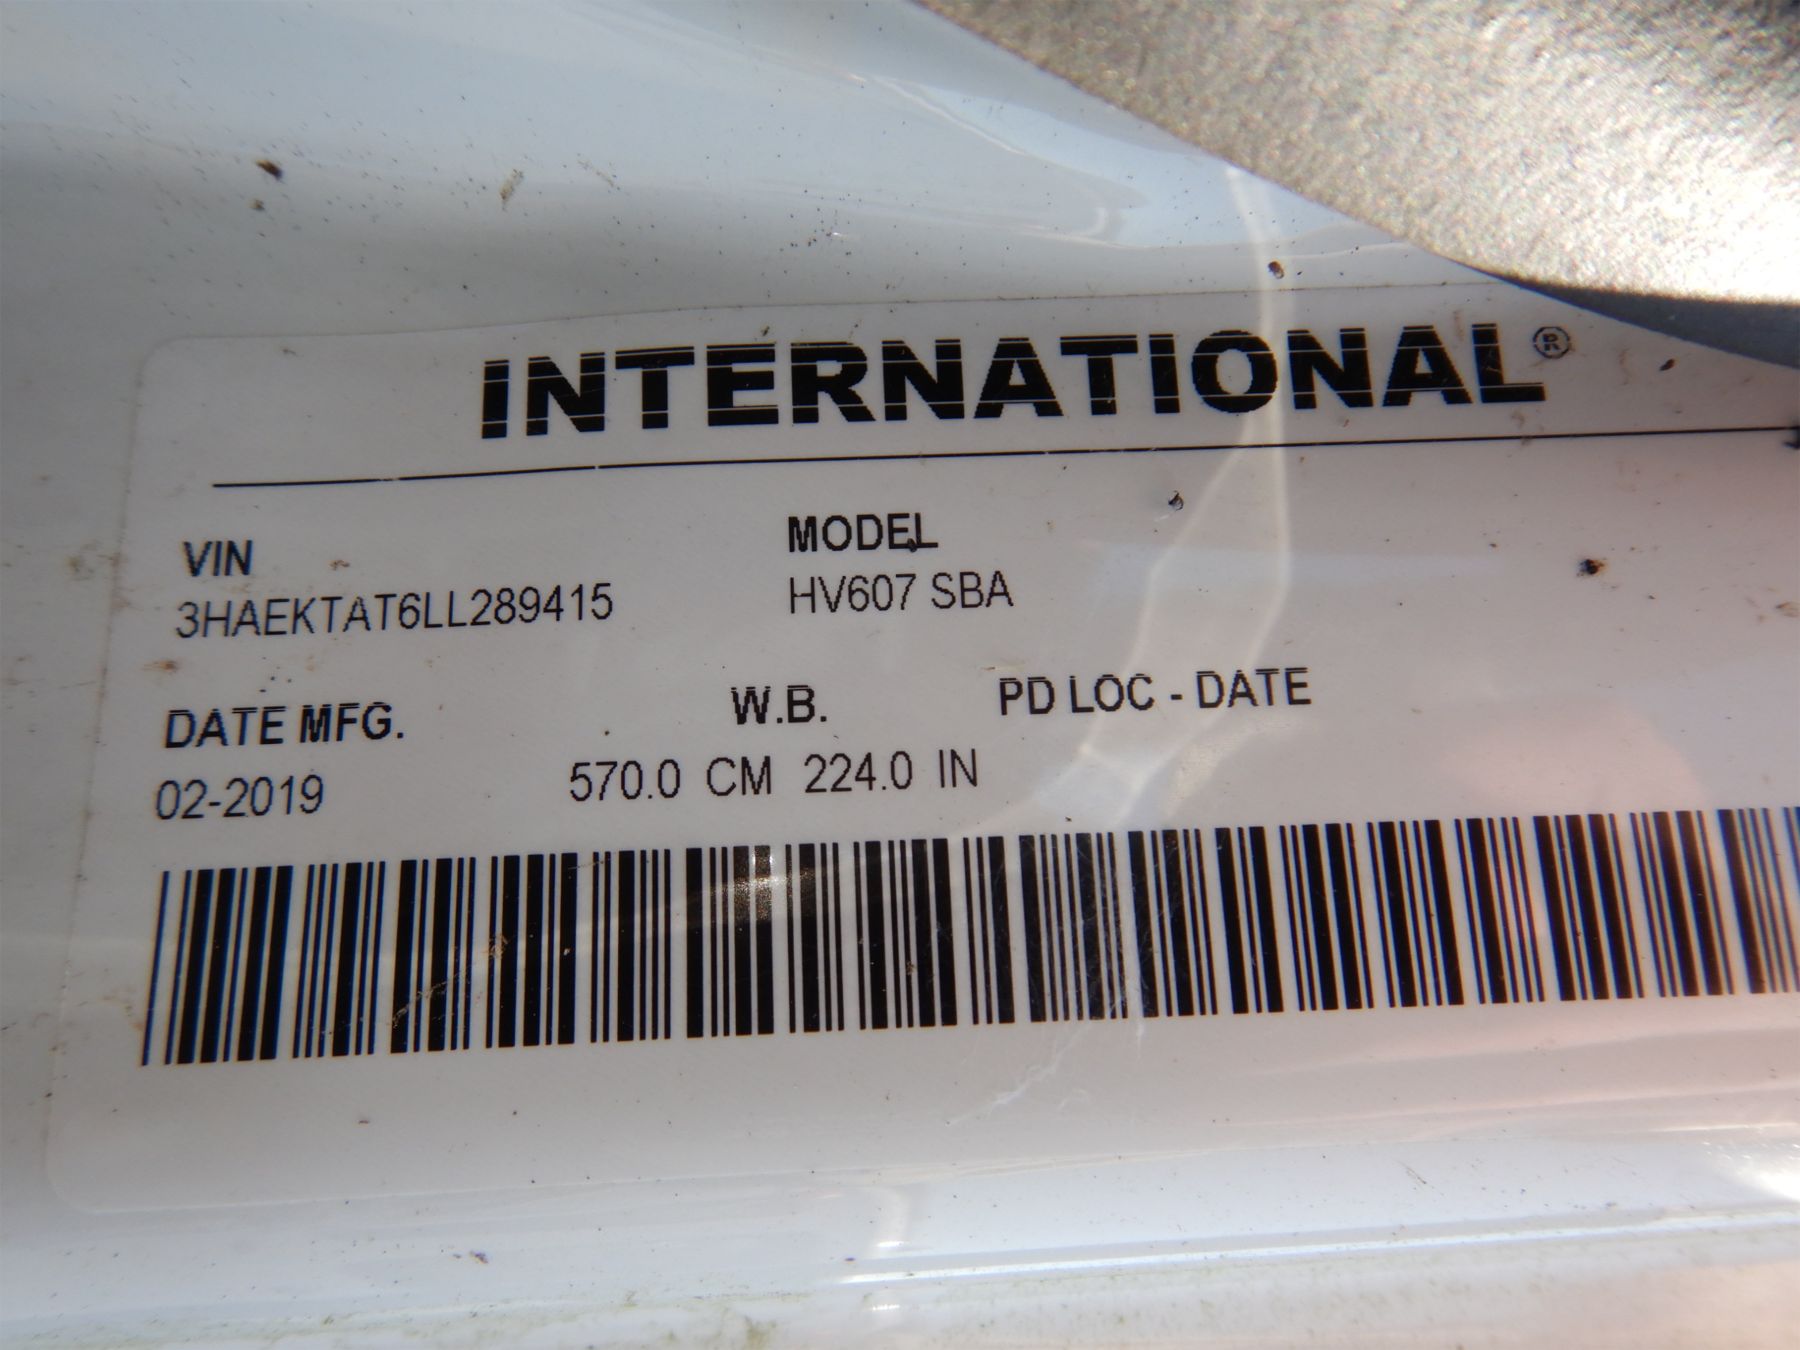 INTERNATIONAL®
VIN MODEL
3HAEKTAT6LL289415 HV607 SBA
DATE MFG. W.B. PD LOC - DATE
02-2019 570.0 CM 224.0 IN